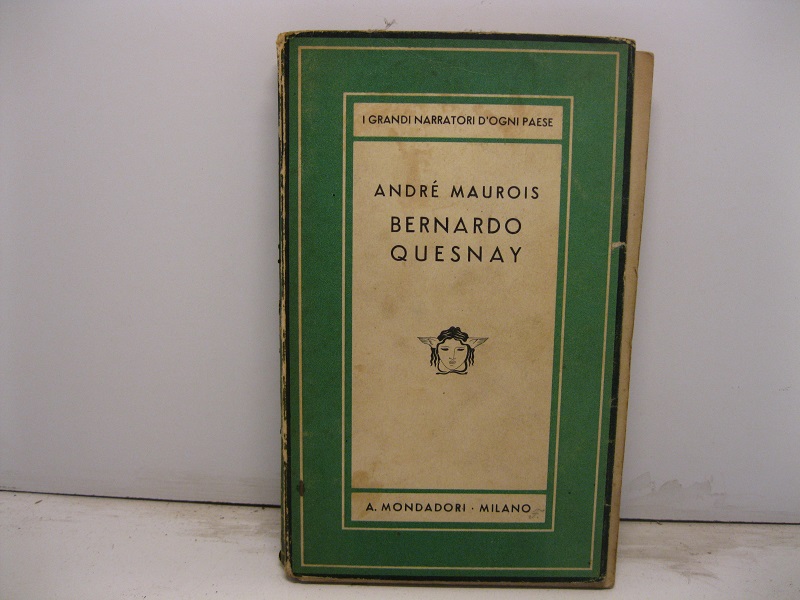 I GRANDI NARRATORI D'OGNI PAESE
ANDRÉ MAUROIS
BERNARDO
QUESNAY
A. MONDADORI · MILANO